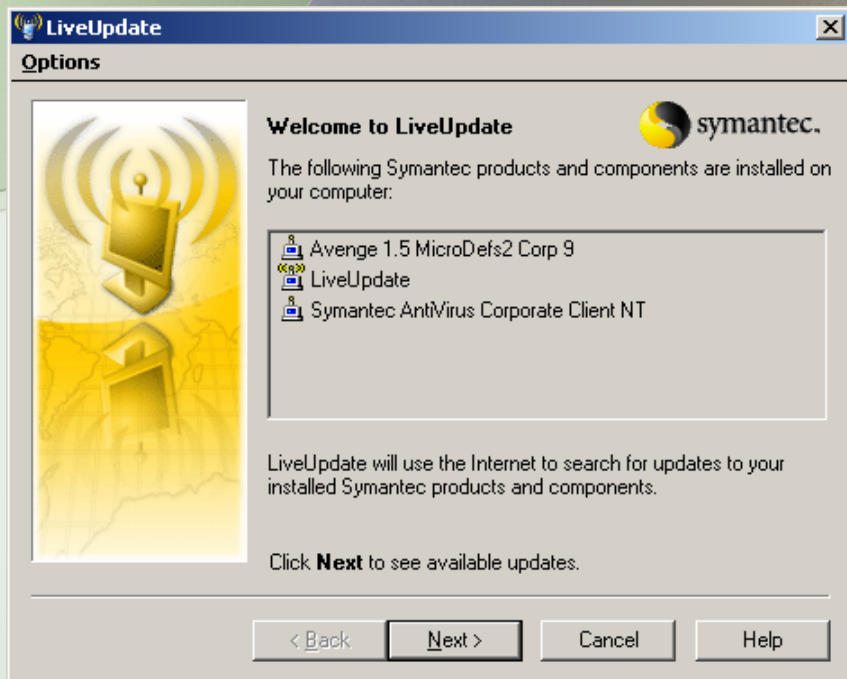 LiveUpdate
Options
Welcome to LiveUpdate
symantec.
The following Symantec products and components are installed on
your computer:
Avenge 1.5 MicroDefs2 Corp 9
LiveUpdate
Symantec AntiVirus Corporate Client NT
LiveUpdate will use the Internet to search for updates to your
installed Symantec products and components.
Click Next to see available updates.
< Back Next > Cancel Help